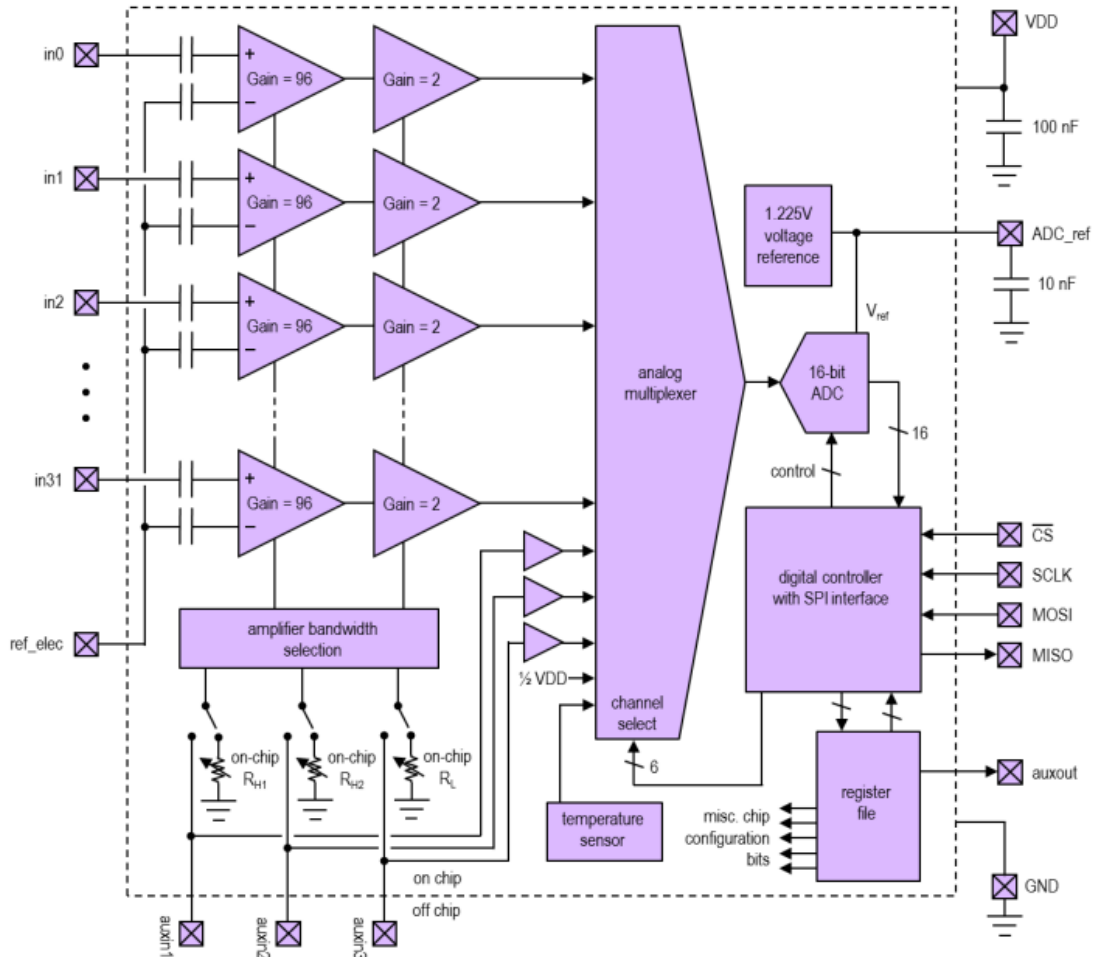 in0
+
Gain = 96
−
Gain = 2
in1
+
Gain = 96
−
Gain = 2
in2
+
Gain = 96
−
Gain = 2
in31
+
Gain = 96
−
Gain = 2
ref_elec
amplifier bandwidth
selection
on-chip
RH1
on-chip
RH2
on-chip
RL
auxin1
auxin2
auxin3
on chip
off chip
½ VDD
analog
multiplexer
channel
select
6
temperature
sensor
1.225V
voltage
reference
Vref
16-bit
ADC
16
control
digital controller
with SPI interface
register
file
misc. chip
configuration
bits
VDD
100 nF
ADC_ref
10 nF
CS
SCLK
MOSI
MISO
auxout
GND